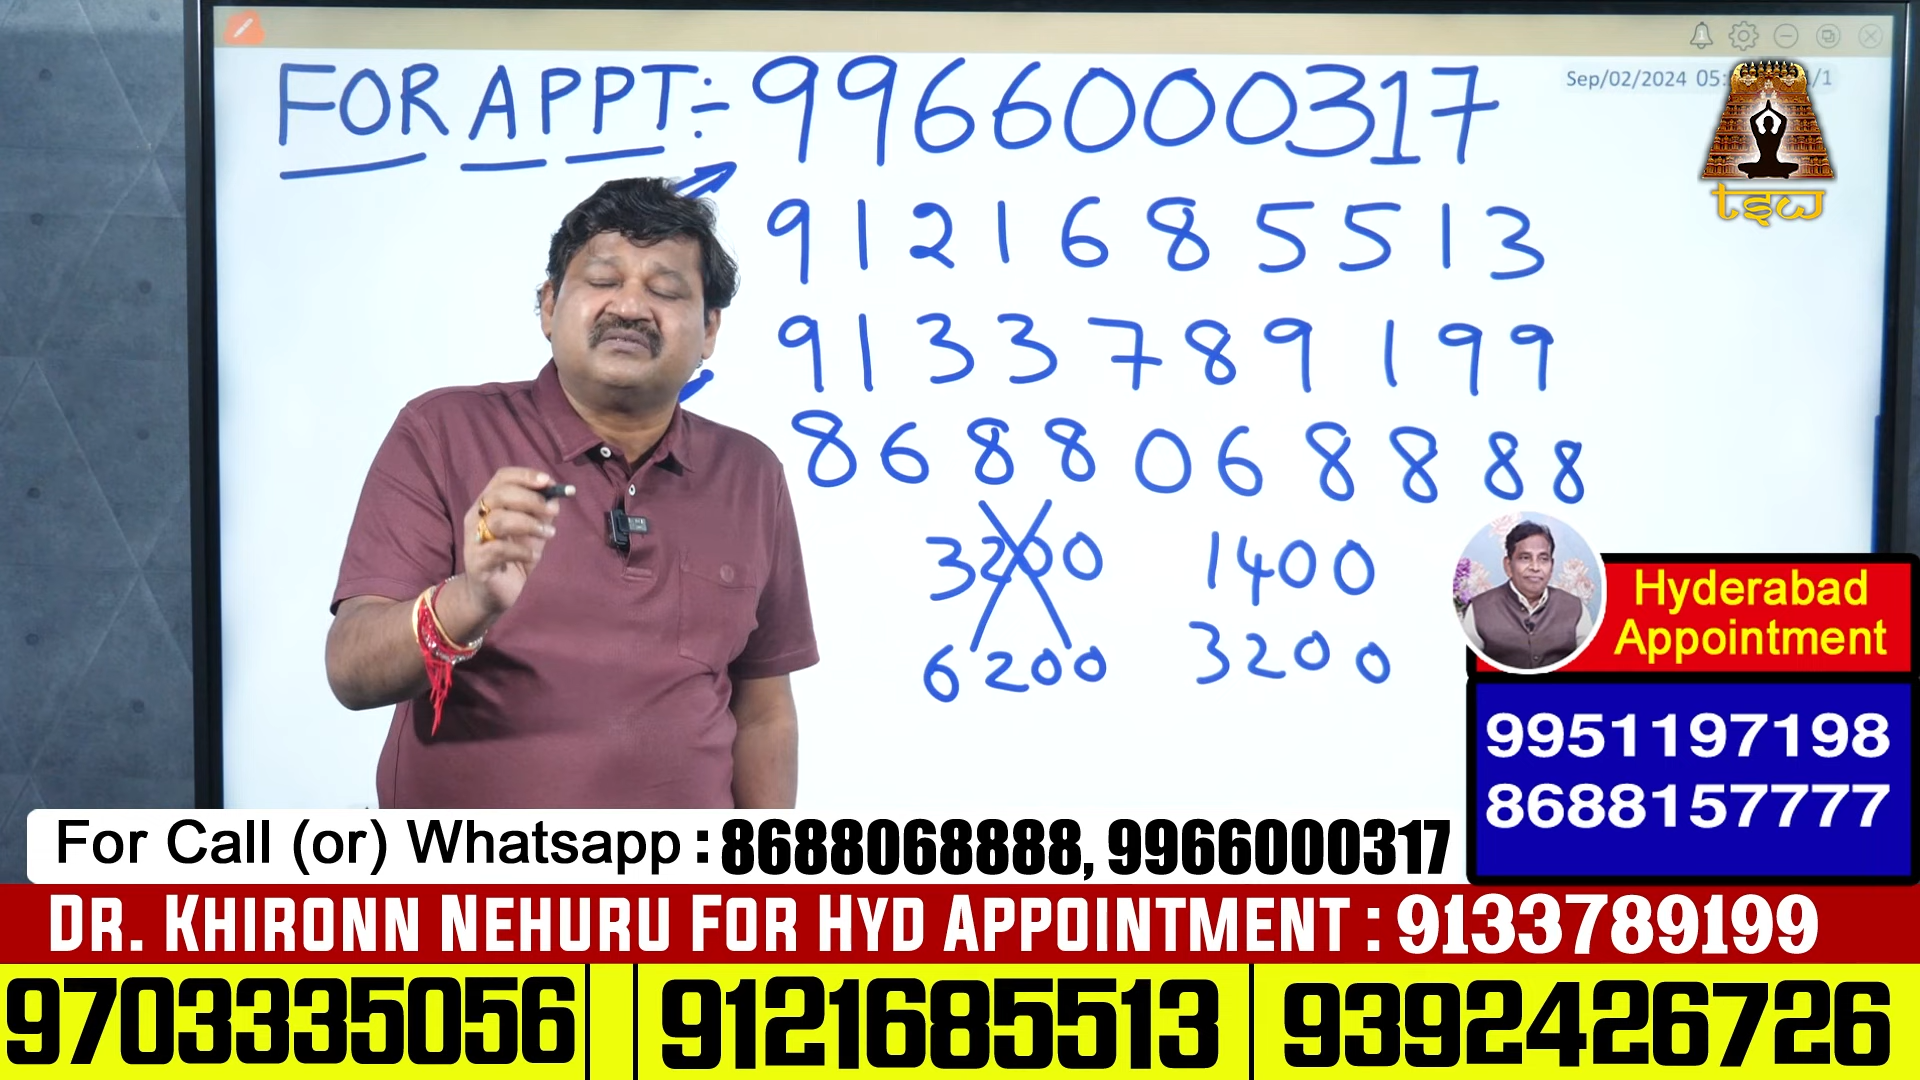 FOR APPT:- 9966000317
Sep/02/2024 05:
/1
TSW
9121685513
9133789199
8688068888
3200 1400
6200 3200
Hyderabad
Appointment
9951197198
8688157777
For Call (or) Whatsapp : 8688068888, 9966000317
DR. KHIRONN NEHURU FOR HYD APPOINTMENT : 9133789199
9703335056 9121685513 9392426726